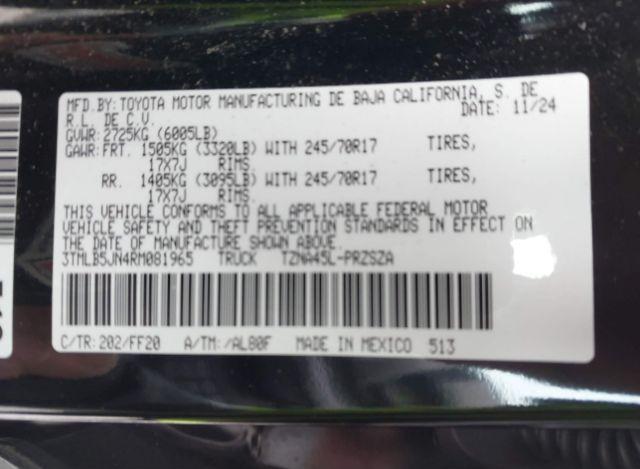 MFD.BY:TOYOTA MOTOR MANUFACTURING DE BAJA CALIFORNIA, S. DE
R.L. DE C.V. DATE: 11/24
GVWR:2725KG (6005LB)
GAWR:FRT. 1505KG (3320LB) WITH 245/70R17 TIRES,
17X7J RIMS
RR. 1405KG (3095LB) WITH 245/70R17 TIRES,
17X7J RIMS.
THIS VEHICLE CONFORMS TO ALL APPLICABLE FEDERAL MOTOR
VEHICLE SAFETY AND THEFT PREVENTION STANDARDS IN EFFECT ON
THE DATE OF MANUFACTURE SHOWN ABOVE.
3TMLB5JN4RM081965 TRUCK TZNA45L-PRZSZA
C/TR:202/FF20 A/TM:/AL80F MADE IN MEXICO 513